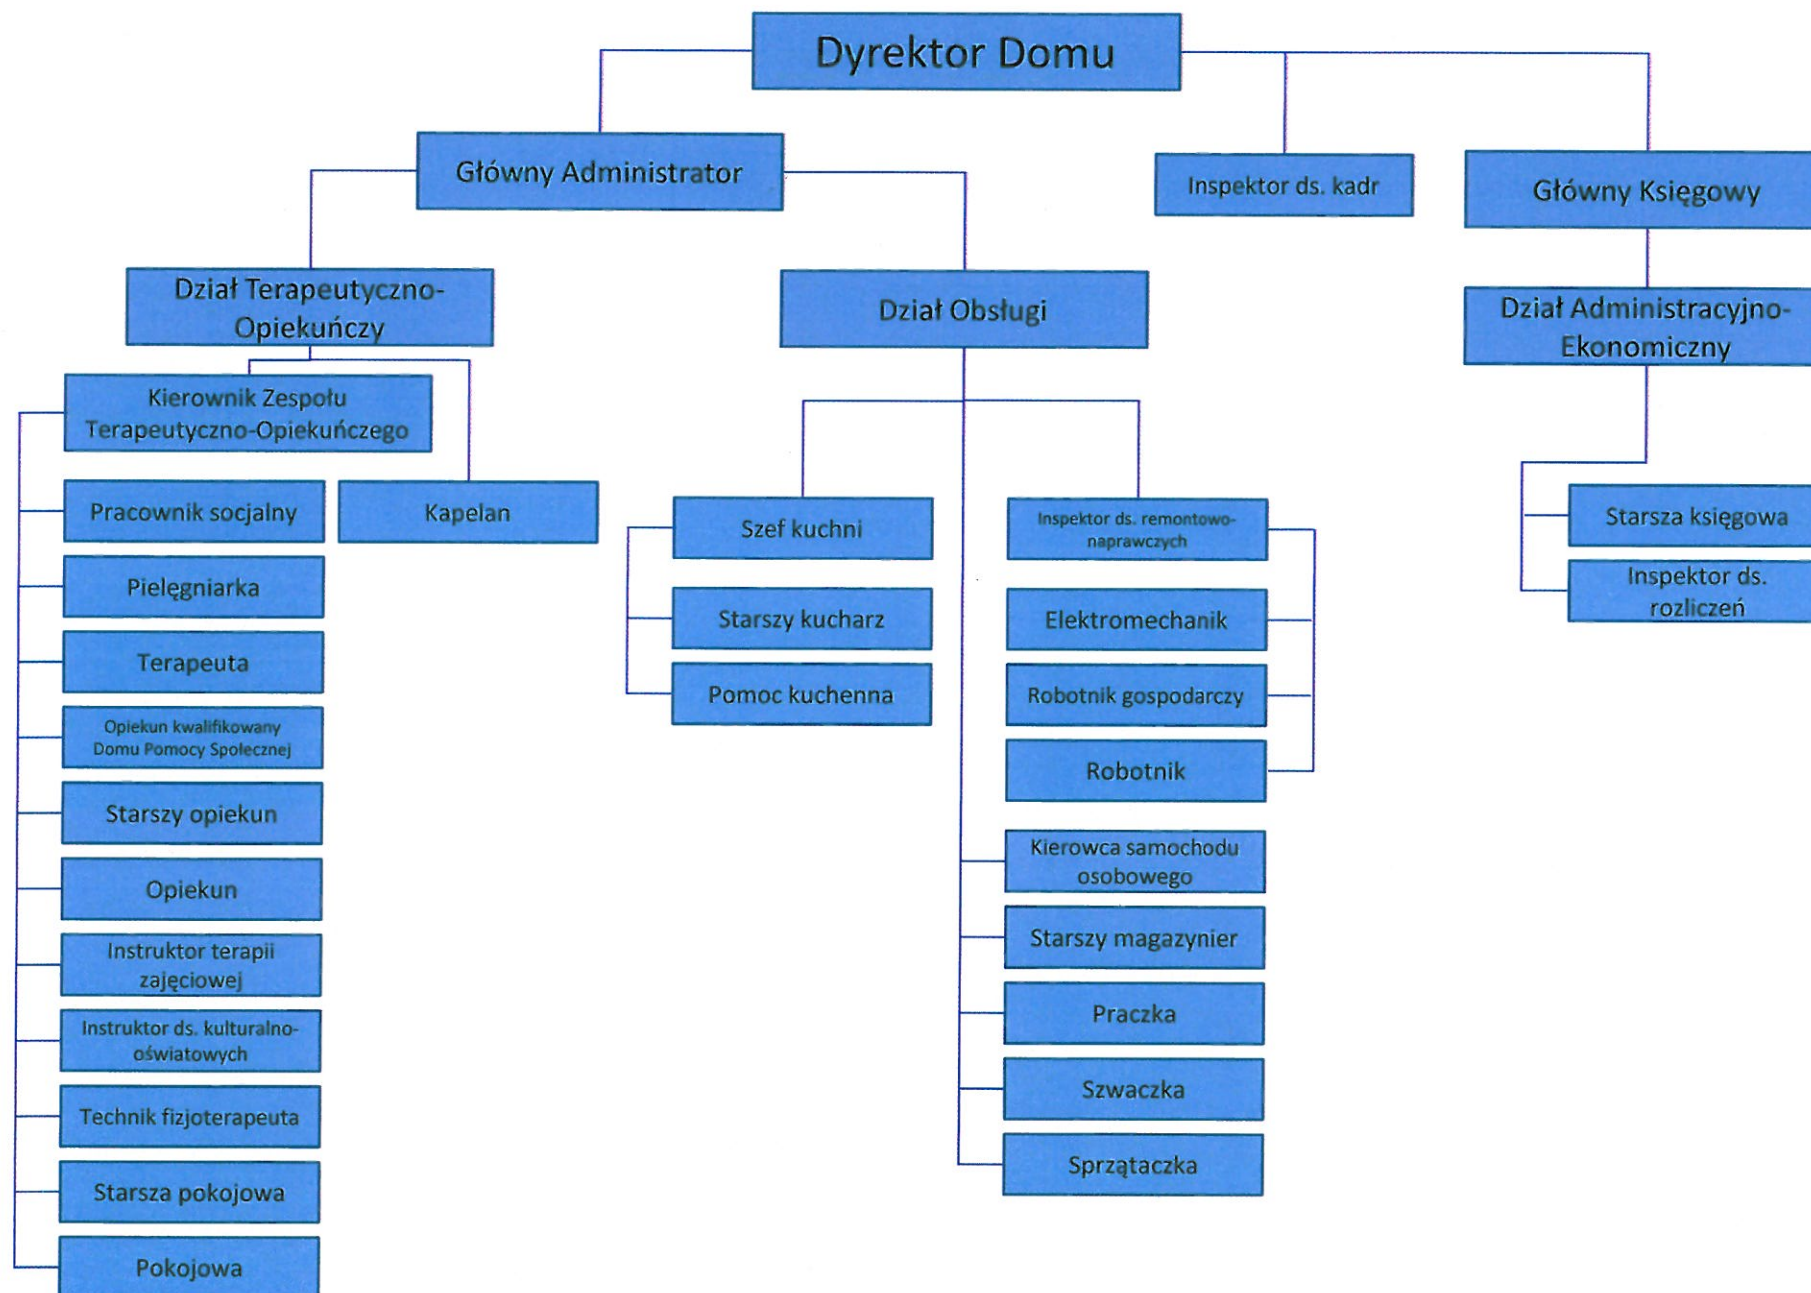 Dyrektor Domu
Główny Administrator
Inspektor ds. kadr
Główny Księgowy
Dział Terapeutyczno-
Opiekuńczy
Dział Obsługi
Dział Administracyjno-
Ekonomiczny
Kierownik Zespołu
Terapeutyczno-Opiekuńczego
Pracownik socjalny
Kapelan
Pielęgniarka
Terapeuta
Opiekun kwalifikowany
Domu Pomocy Społecznej
Starszy opiekun
Opiekun
Instruktor terapii
zajęciowej
Instruktor ds. kulturalno-
oświatowych
Technik fizjoterapeuta
Starsza pokojowa
Pokojowa
Szef kuchni
Starszy kucharz
Pomoc kuchenna
Inspektor ds. remontowo-
naprawczych
Elektromechanik
Robotnik gospodarczy
Robotnik
Kierowca samochodu
osobowego
Starszy magazynier
Praczka
Szwaczka
Sprzątaczka
Starsza księgowa
Inspektor ds.
rozliczeń